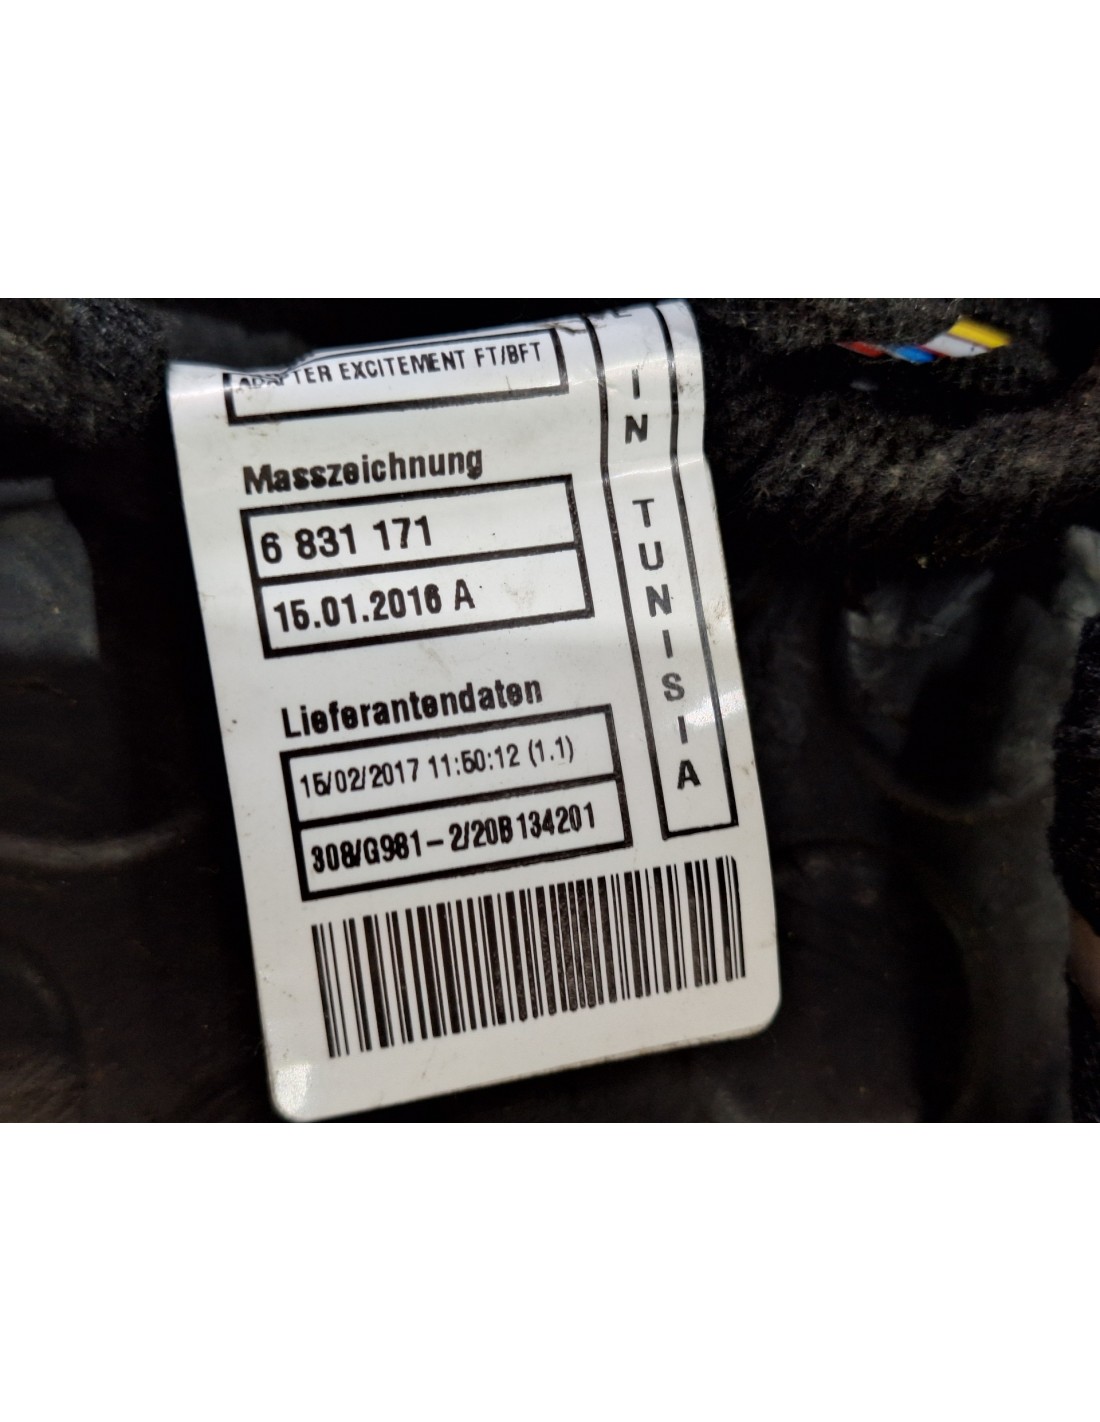 ADAPTER EXCITEMENT FT/BFT
Masszeichnung
6 831 171
15.01.2016 A
Lieferantendaten
15/02/2017 11:50:12 (1.1)
308/G981-2/20B134201
IN TUNISIA